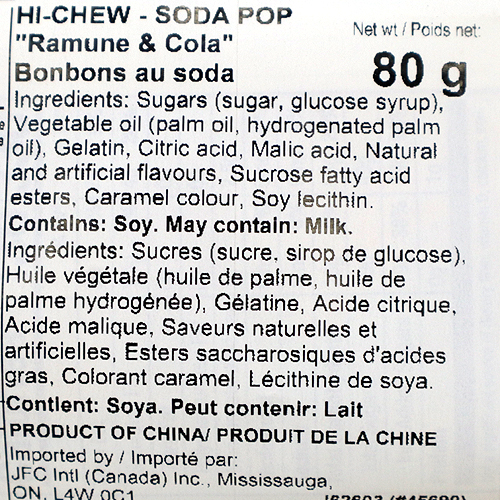 HI-CHEW - SODA POP
"Ramune & Cola"
Bonbons au soda
Net wt / Poids net:
80 g
Ingredients: Sugars (sugar, glucose syrup),
Vegetable oil (palm oil, hydrogenated palm
oil), Gelatin, Citric acid, Malic acid, Natural
and artificial flavours, Sucrose fatty acid
esters, Caramel colour, Soy lecithin.
Contains: Soy. May contain: Milk.
Ingrédients: Sucres (sucre, sirop de glucose),
Huile végétale (huile de palme, huile de
palme hydrogénée), Gélatine, Acide citrique,
Acide malique, Saveurs naturelles et
artificielles, Esters saccharosiques d'acides
gras, Colorant caramel, Lécithine de soya.
Contient: Soya. Peut contenir: Lait
PRODUCT OF CHINA/ PRODUIT DE LA CHINE
Imported by / Importé par:
JFC Intl (Canada) Inc., Mississauga,
ON, L4W 0C1